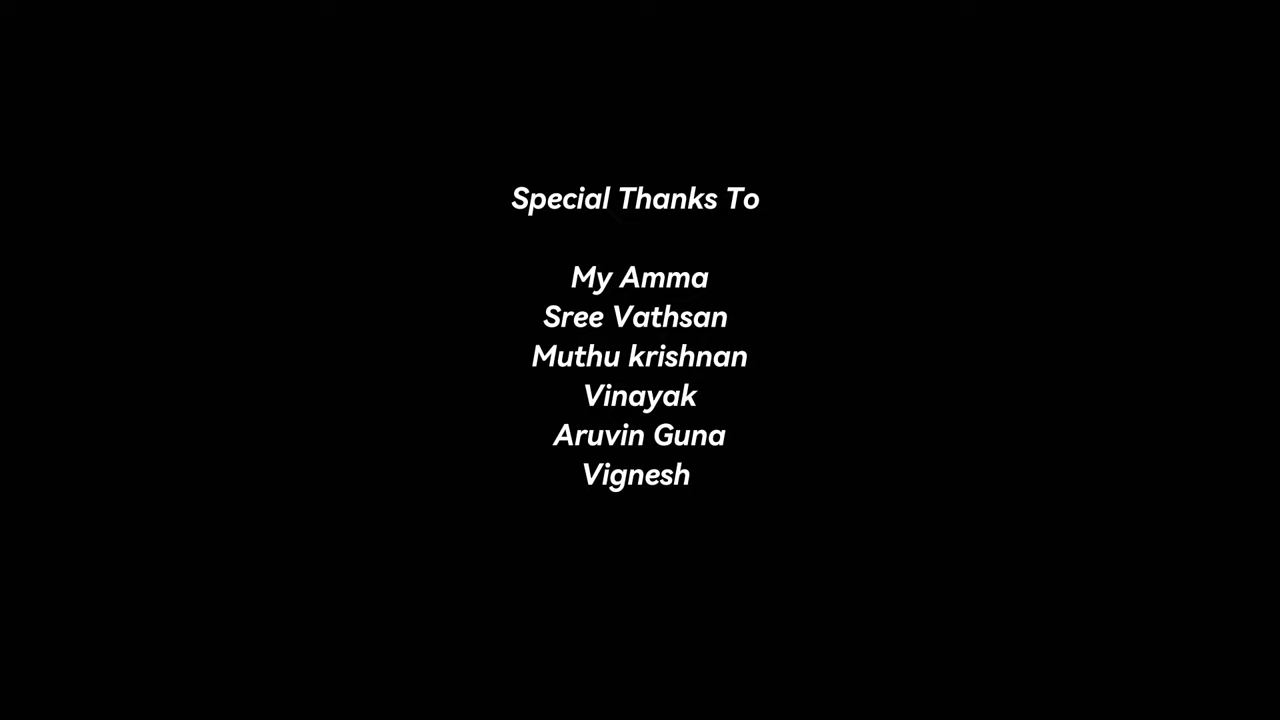 Special Thanks To
My Amma
Sree Vathsan
Muthu krishnan
Vinayak
Aruvin Guna
Vignesh